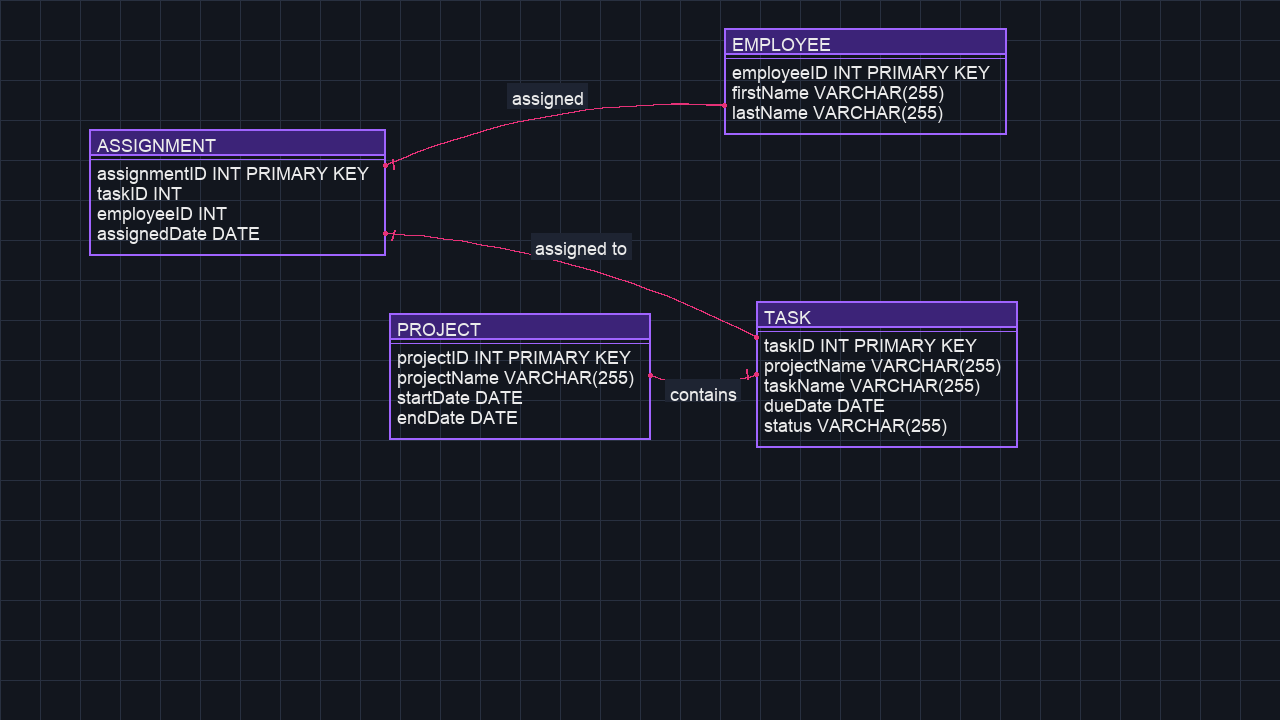 EMPLOYEE
employeeID INT PRIMARY KEY
firstName VARCHAR(255)
lastName VARCHAR(255)
assigned
ASSIGNMENT
assignmentID INT PRIMARY KEY
taskID INT
employeeID INT
assignedDate DATE
assigned to
PROJECT
projectID INT PRIMARY KEY
projectName VARCHAR(255)
startDate DATE
endDate DATE
contains
TASK
taskID INT PRIMARY KEY
projectName VARCHAR(255)
taskName VARCHAR(255)
dueDate DATE
status VARCHAR(255)